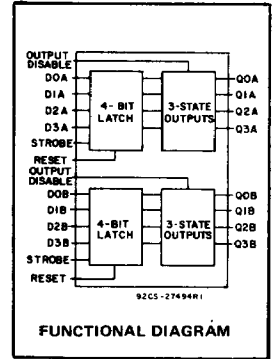 OUTPUT DISABLE
D0A
D1A
D2A
D3A
STROBE
RESET
4-BIT LATCH
3-STATE OUTPUTS
Q0A
Q1A
Q2A
Q3A
OUTPUT DISABLE
D0B
D1B
D2B
D3B
STROBE
RESET
4-BIT LATCH
3-STATE OUTPUTS
Q0B
Q1B
Q2B
Q3B
92CS-27494R1
FUNCTIONAL DIAGRAM